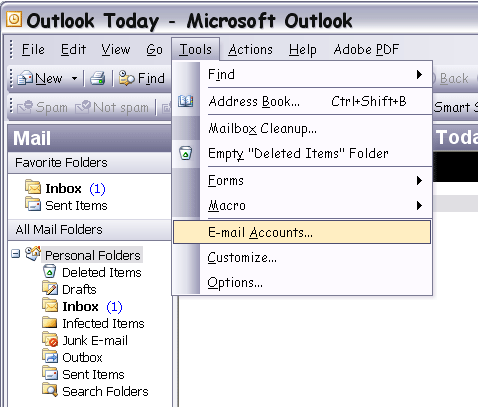 Outlook Today - Microsoft Outlook
File Edit View Go Tools Actions Help Adobe PDF
New Find Back
Spam Not spam Smart S
Find
Address Book... Ctrl+Shift+B
Mailbox Cleanup...
Empty "Deleted Items" Folder
Forms
Macro
E-mail Accounts...
Customize...
Options...
Mail
Toda
Favorite Folders
Inbox (1)
Sent Items
All Mail Folders
Personal Folders
Deleted Items
Drafts
Inbox (1)
Infected Items
Junk E-mail
Outbox
Sent Items
Search Folders